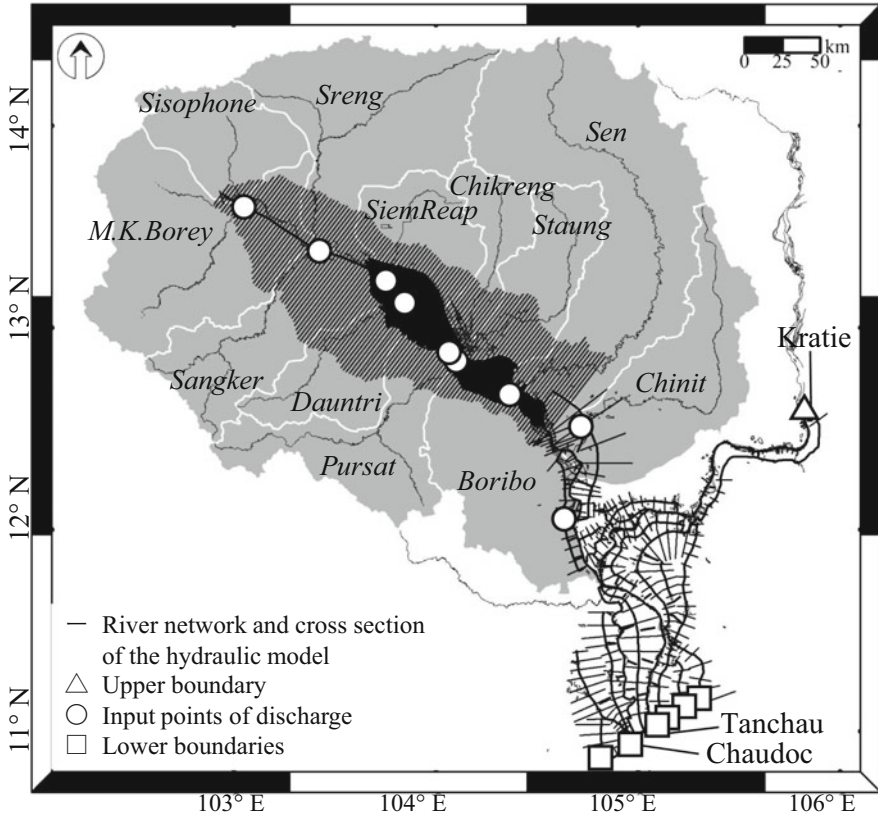 km
0 25 50
14° N
13° N
12° N
11° N
Sisophone
Sreng
Sen
Chikreng
SiemReap
Staung
M.K.Borey
Kratie
Sangker
Dauntri
Chinit
Pursat
Boribo
River network and cross section
of the hydraulic model
Upper boundary
Input points of discharge
Lower boundaries
Tanchau
Chaudoc
103° E
104° E
105° E
106° E